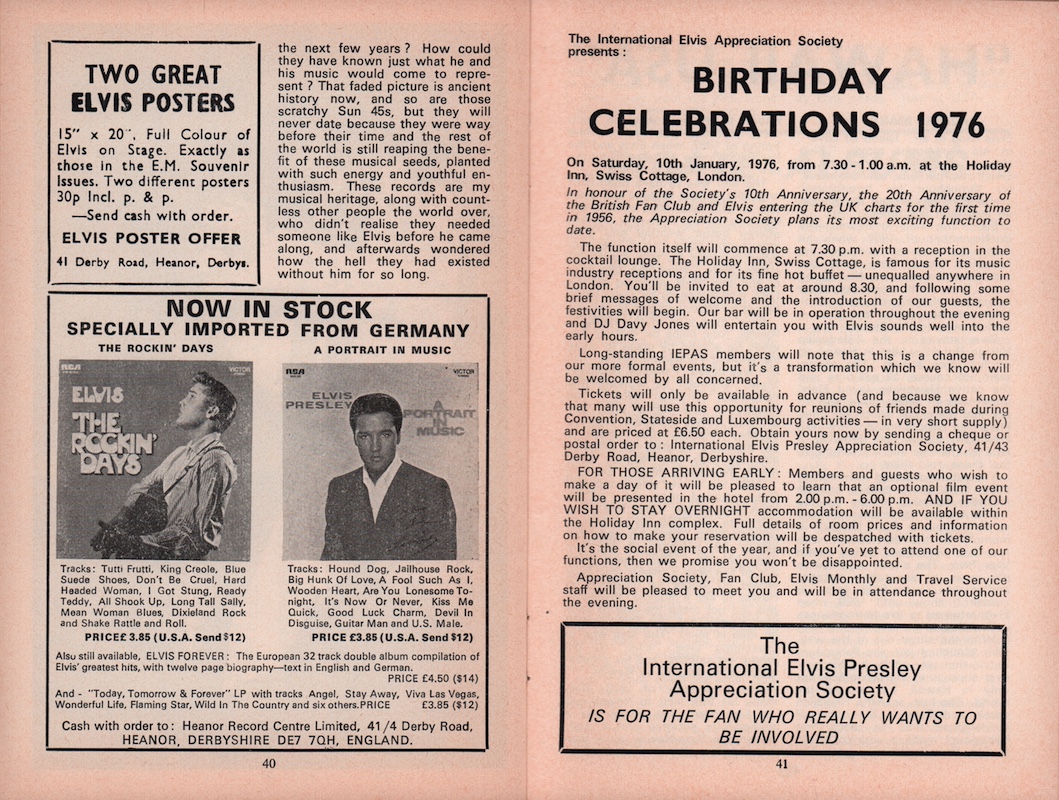 TWO GREAT
ELVIS POSTERS
15" x 20", Full Colour of
Elvis on Stage. Exactly as
those in the E.M. Souvenir
Issues. Two different posters
30p Incl. p. & p.
—Send cash with order.
ELVIS POSTER OFFER
41 Derby Road, Heanor, Derbys.
the next few years? How could
they have known just what he and
his music would come to repre-
sent? That faded picture is ancient
history now, and so are those
scratchy Sun 45s, but they will
never date because they were way
before their time and the rest of
the world is still reaping the bene-
fit of these musical seeds, planted
with such energy and youthful en-
thusiasm. These records are my
musical heritage, along with count-
less other people the world over,
who didn't realise they needed
someone like Elvis before he came
along, and afterwards wondered
how the hell they had existed
without him for so long.
NOW IN STOCK
SPECIALLY IMPORTED FROM GERMANY
THE ROCKIN' DAYS
RCA VICTOR
ELVIS
THE
ROCKIN'
DAYS
Tracks: Tutti Frutti, King Creole, Blue
Suede Shoes, Don't Be Cruel, Hard
Headed Woman, I Got Stung, Ready
Teddy, All Shook Up, Long Tall Sally,
Mean Woman Blues, Dixieland Rock
and Shake Rattle and Roll.
PRICE£ 3.85 (U.S.A. Send $12)
A PORTRAIT IN MUSIC
RCA VICTOR
ELVIS
PRESLEY
A
PORTRAIT
IN
MUSIC
Tracks: Hound Dog, Jailhouse Rock,
Big Hunk Of Love, A Fool Such As I,
Wooden Heart, Are You Lonesome To-
night, It's Now Or Never, Kiss Me
Quick, Good Luck Charm, Devil In
Disguise, Guitar Man and U.S. Male.
PRICE £3.85 (U.S.A. Send $12)
Also still available, ELVIS FOREVER: The European 32 track double album compilation of
Elvis' greatest hits, with twelve page biography—text in English and German.
PRICE £4.50 ($14)
And - "Today, Tomorrow & Forever" LP with tracks Angel, Stay Away, Viva Las Vegas,
Wonderful Life, Flaming Star, Wild In The Country and six others. PRICE £3.85 ($12)
Cash with order to: Heanor Record Centre Limited, 41/4 Derby Road,
HEANOR, DERBYSHIRE DE7 7QH, ENGLAND.
40
The International Elvis Appreciation Society
presents:
BIRTHDAY
CELEBRATIONS 1976
On Saturday, 10th January, 1976, from 7.30 - 1.00 a.m. at the Holiday
Inn, Swiss Cottage, London.
In honour of the Society's 10th Anniversary, the 20th Anniversary of
the British Fan Club and Elvis entering the UK charts for the first time
in 1956, the Appreciation Society plans its most exciting function to
date.
The function itself will commence at 7.30 p.m. with a reception in the
cocktail lounge. The Holiday Inn, Swiss Cottage, is famous for its music
industry receptions and for its fine hot buffet — unequalled anywhere in
London. You'll be invited to eat at around 8.30, and following some
brief messages of welcome and the introduction of our guests, the
festivities will begin. Our bar will be in operation throughout the evening
and DJ Davy Jones will entertain you with Elvis sounds well into the
early hours.
Long-standing IEPAS members will note that this is a change from
our more formal events, but it's a transformation which we know will
be welcomed by all concerned.
Tickets will only be available in advance (and because we know
that many will use this opportunity for reunions of friends made during
Convention, Stateside and Luxembourg activities — in very short supply)
and are priced at £6.50 each. Obtain yours now by sending a cheque or
postal order to: International Elvis Presley Appreciation Society, 41/43
Derby Road, Heanor, Derbyshire.
FOR THOSE ARRIVING EARLY: Members and guests who wish to
make a day of it will be pleased to learn that an optional film event
will be presented in the hotel from 2.00 p.m. - 6.00 p.m. AND IF YOU
WISH TO STAY OVERNIGHT accommodation will be available within
the Holiday Inn complex. Full details of room prices and information
on how to make your reservation will be despatched with tickets.
It's the social event of the year, and if you've yet to attend one of our
functions, then we promise you won't be disappointed.
Appreciation Society, Fan Club, Elvis Monthly and Travel Service
staff will be pleased to meet you and will be in attendance throughout
the evening.
The
International Elvis Presley
Appreciation Society
IS FOR THE FAN WHO REALLY WANTS TO
BE INVOLVED
41